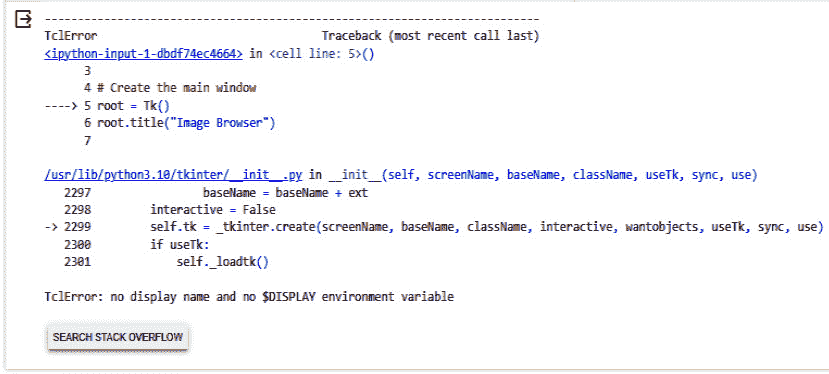 ---------------------------------------------------------------------------
TclError                                  Traceback (most recent call last)
<ipython-input-1-dbdf74ec4664> in <cell line: 5>()
      3
      4 # Create the main window
----> 5 root = Tk()
      6 root.title("Image Browser")
      7
/usr/lib/python3.10/tkinter/__init__.py in __init__(self, screenName, baseName, className, useTk, sync, use)
   2297                 baseName = baseName + ext
   2298         interactive = False
-> 2299         self.tk = _tkinter.create(screenName, baseName, className, interactive, wantobjects, useTk, sync, use)
   2300         if useTk:
   2301             self._loadtk()
TclError: no display name and no $DISPLAY environment variable
SEARCH STACK OVERFLOW